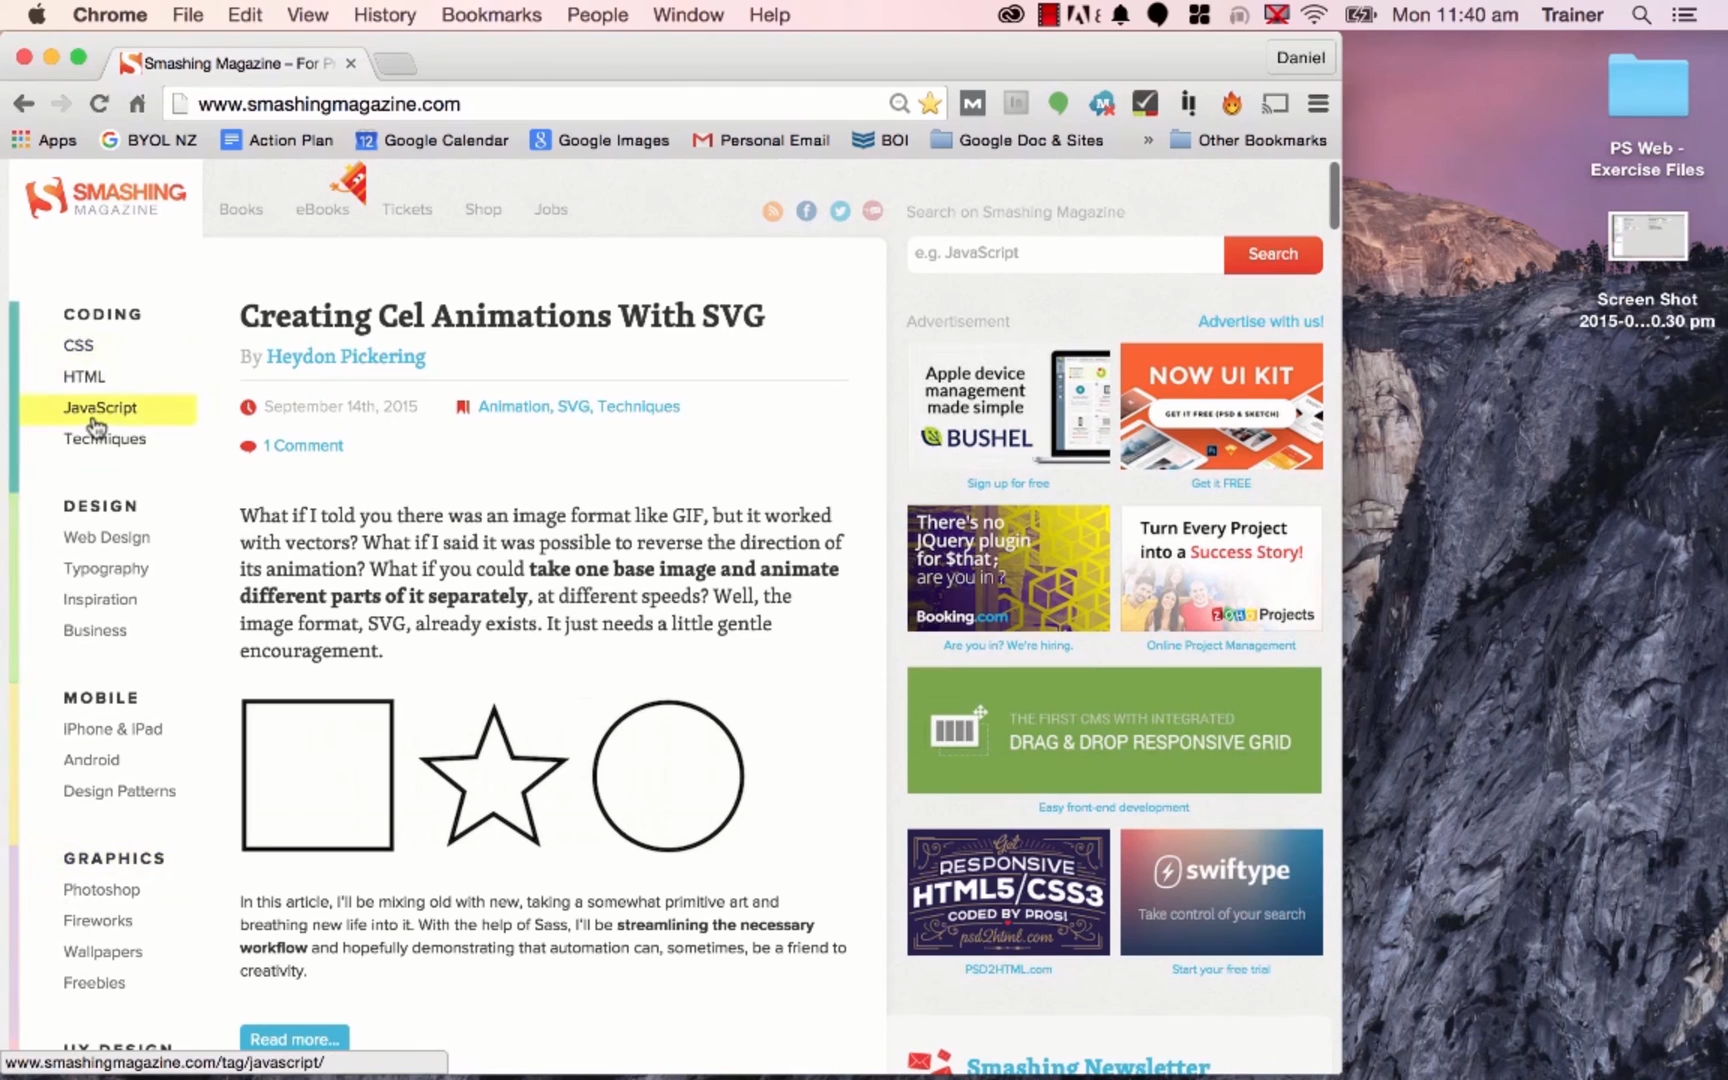 Chrome File Edit View History Bookmarks People Window Help
Mon 11:40 am Trainer
Smashing Magazine – For P
Daniel
www.smashingmagazine.com
Apps BYOL NZ Action Plan 12 Google Calendar Google Images Personal Email BOI Google Doc & Sites » Other Bookmarks
PS Web -
Exercise Files
Screen Shot
2015-0...0.30 pm
SMASHING
MAGAZINE
Books eBooks Tickets Shop Jobs
Search on Smashing Magazine
e.g. JavaScript
Search
CODING
CSS
HTML
JavaScript
Techniques
DESIGN
Web Design
Typography
Inspiration
Business
MOBILE
iPhone & iPad
Android
Design Patterns
GRAPHICS
Photoshop
Fireworks
Wallpapers
Freebies
UX DESIGN
Creating Cel Animations With SVG
By Heydon Pickering
September 14th, 2015 Animation, SVG, Techniques
1 Comment
What if I told you there was an image format like GIF, but it worked
with vectors? What if I said it was possible to reverse the direction of
its animation? What if you could take one base image and animate
different parts of it separately, at different speeds? Well, the
image format, SVG, already exists. It just needs a little gentle
encouragement.
In this article, I'll be mixing old with new, taking a somewhat primitive art and
breathing new life into it. With the help of Sass, I'll be streamlining the necessary
workflow and hopefully demonstrating that automation can, sometimes, be a friend to
creativity.
Read more...
Advertisement
Advertise with us!
Apple device
management
made simple
BUSHEL
Sign up for free
NOW UI KIT
GET IT FREE (PSD & SKETCH)
Get it FREE
There's no
JQuery plugin
for $that;
are you in ?
Booking.com
Are you in? We're hiring.
Turn Every Project
into a Success Story!
ZOHO Projects
Online Project Management
THE FIRST CMS WITH INTEGRATED
DRAG & DROP RESPONSIVE GRID
Easy front-end development
Get
RESPONSIVE
HTML5/CSS3
CODED BY PROS!
psd2html.com
PSD2HTML.com
swiftype
Take control of your search
Start your free trial
Smashing Newsletter
www.smashingmagazine.com/tag/javascript/